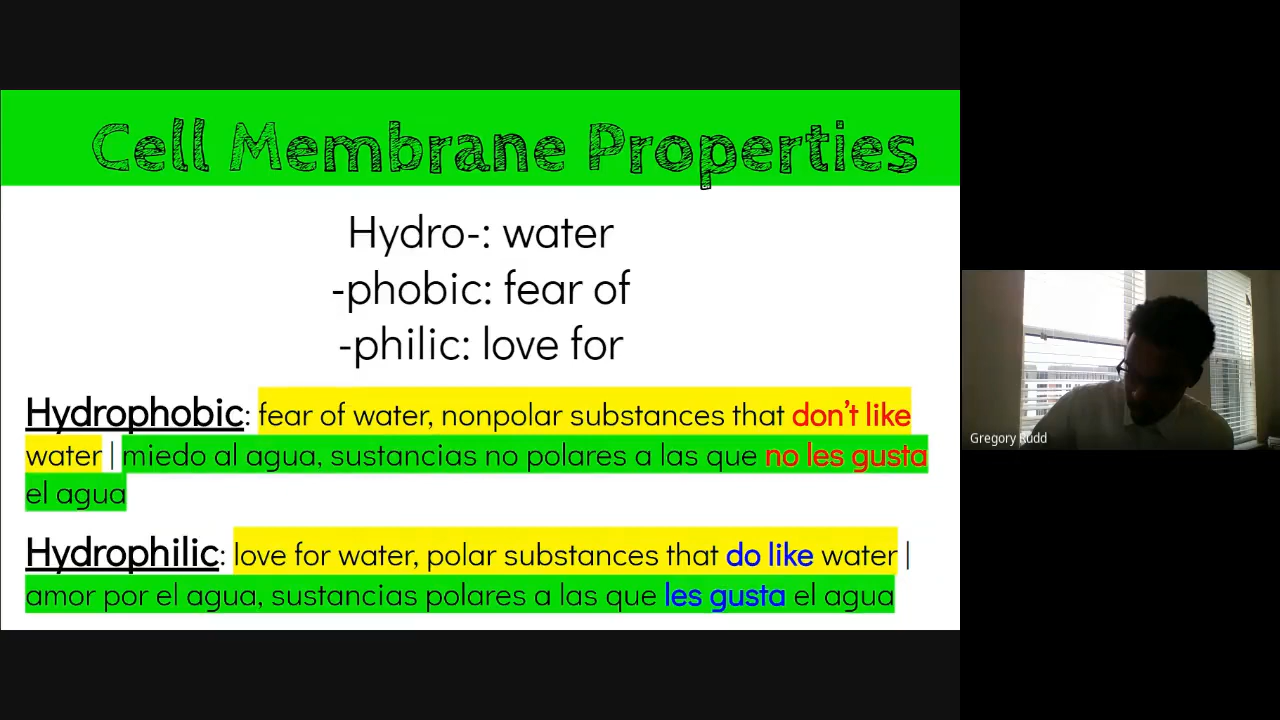 Cell Membrane Properties
Hydro-: water
-phobic: fear of
-philic: love for
Hydrophobic: fear of water, nonpolar substances that don't like
water | miedo al agua, sustancias no polares a las que no les gusta
el agua
Hydrophilic: love for water, polar substances that do like water |
amor por el agua, sustancias polares a las que les gusta el agua
Gregory Rudd